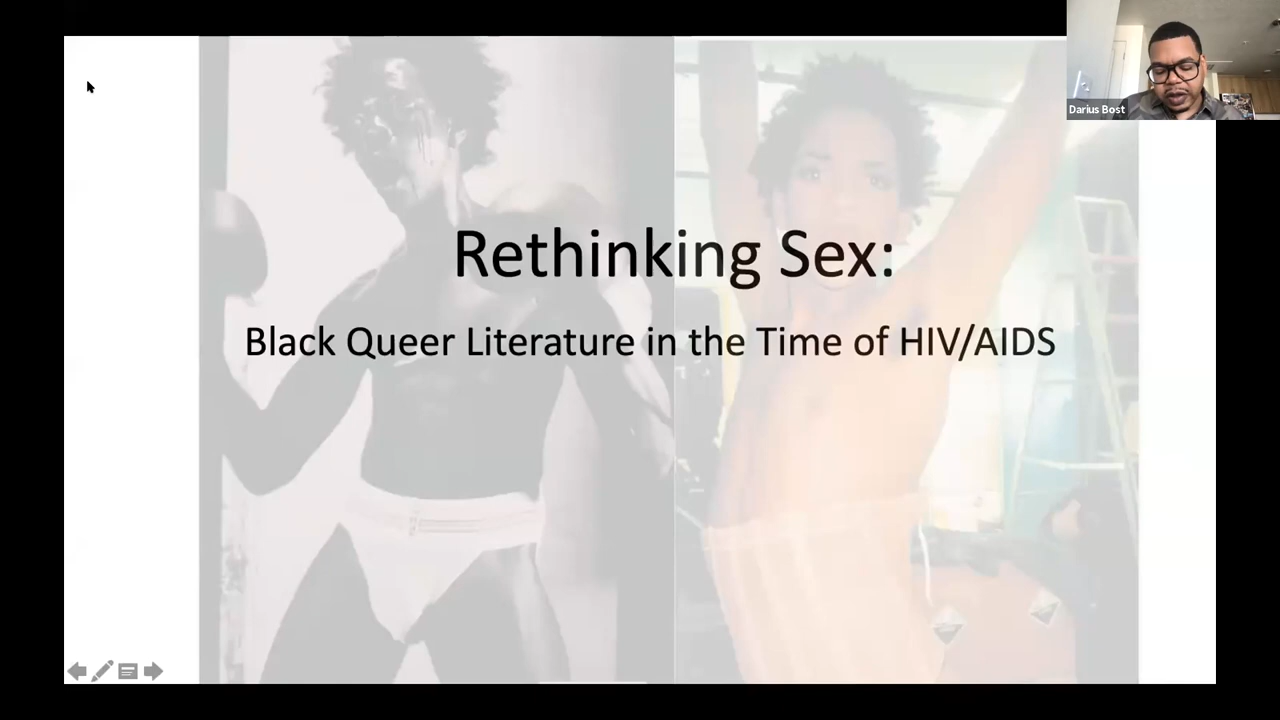 Rethinking Sex:
Black Queer Literature in the Time of HIV/AIDS
Darius Bost